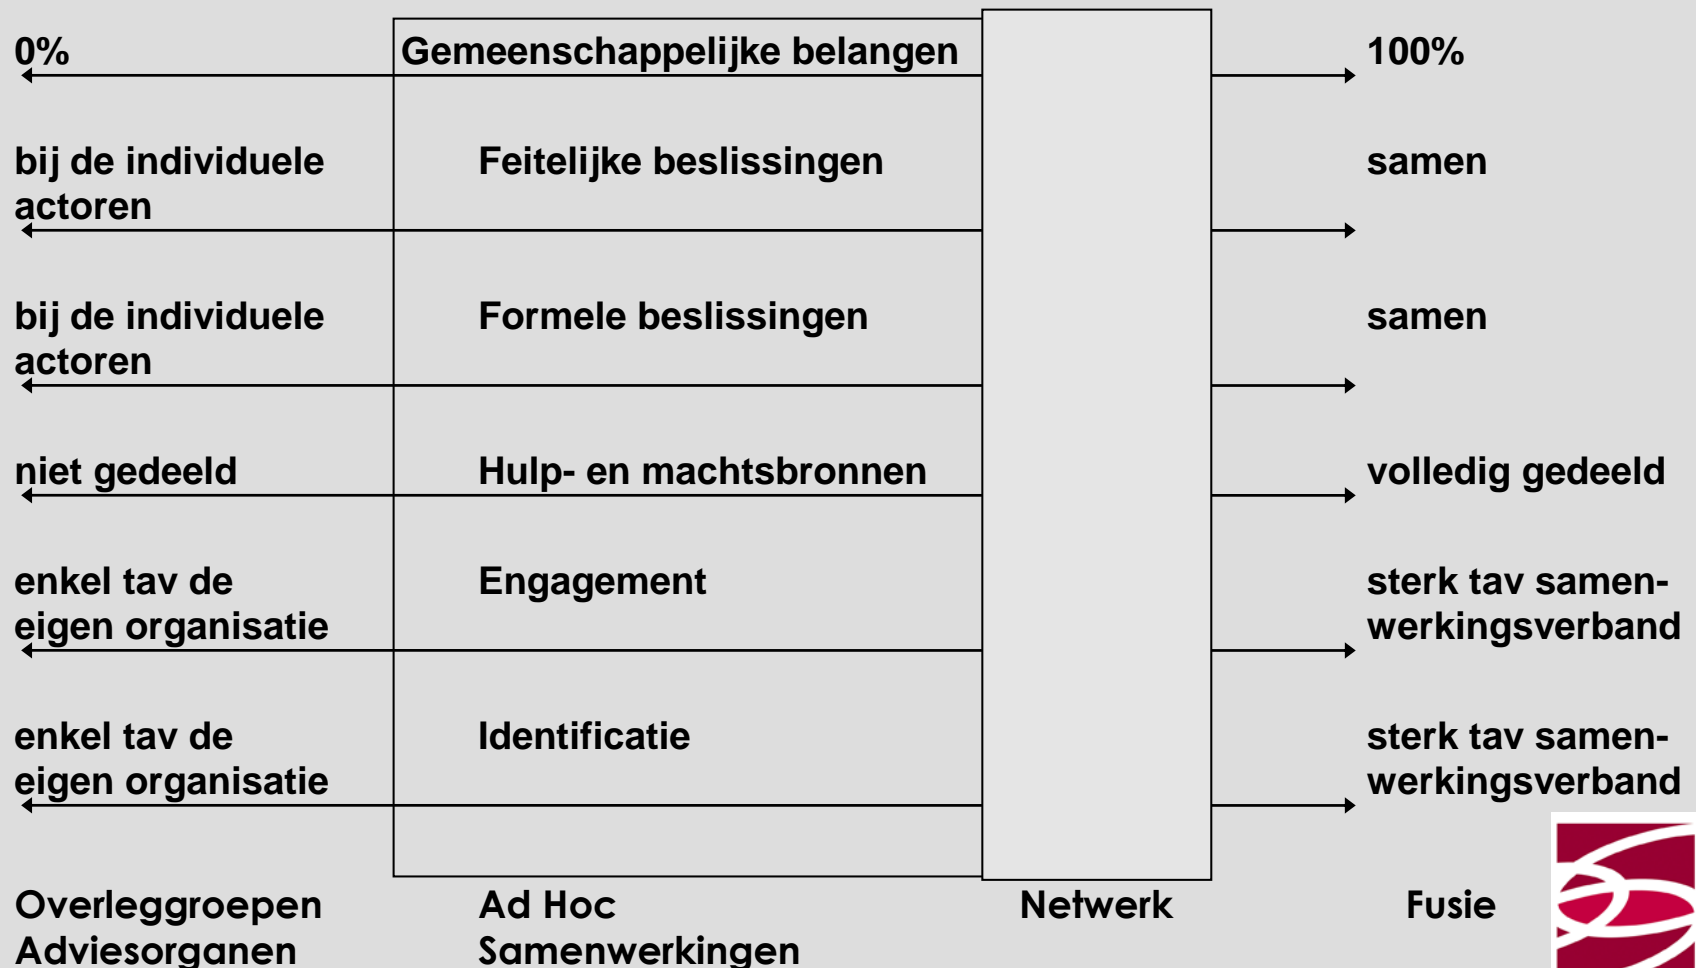 0% Gemeenschappelijke belangen 100%
bij de individuele Feitelijke beslissingen samen
actoren
bij de individuele Formele beslissingen samen
actoren
niet gedeeld Hulp- en machtsbronnen volledig gedeeld
enkel tav de Engagement sterk tav samen-
eigen organisatie werkingsverband
enkel tav de Identificatie sterk tav samen-
eigen organisatie werkingsverband
Overleggroepen Ad Hoc Netwerk Fusie
Adviesorganen Samenwerkingen